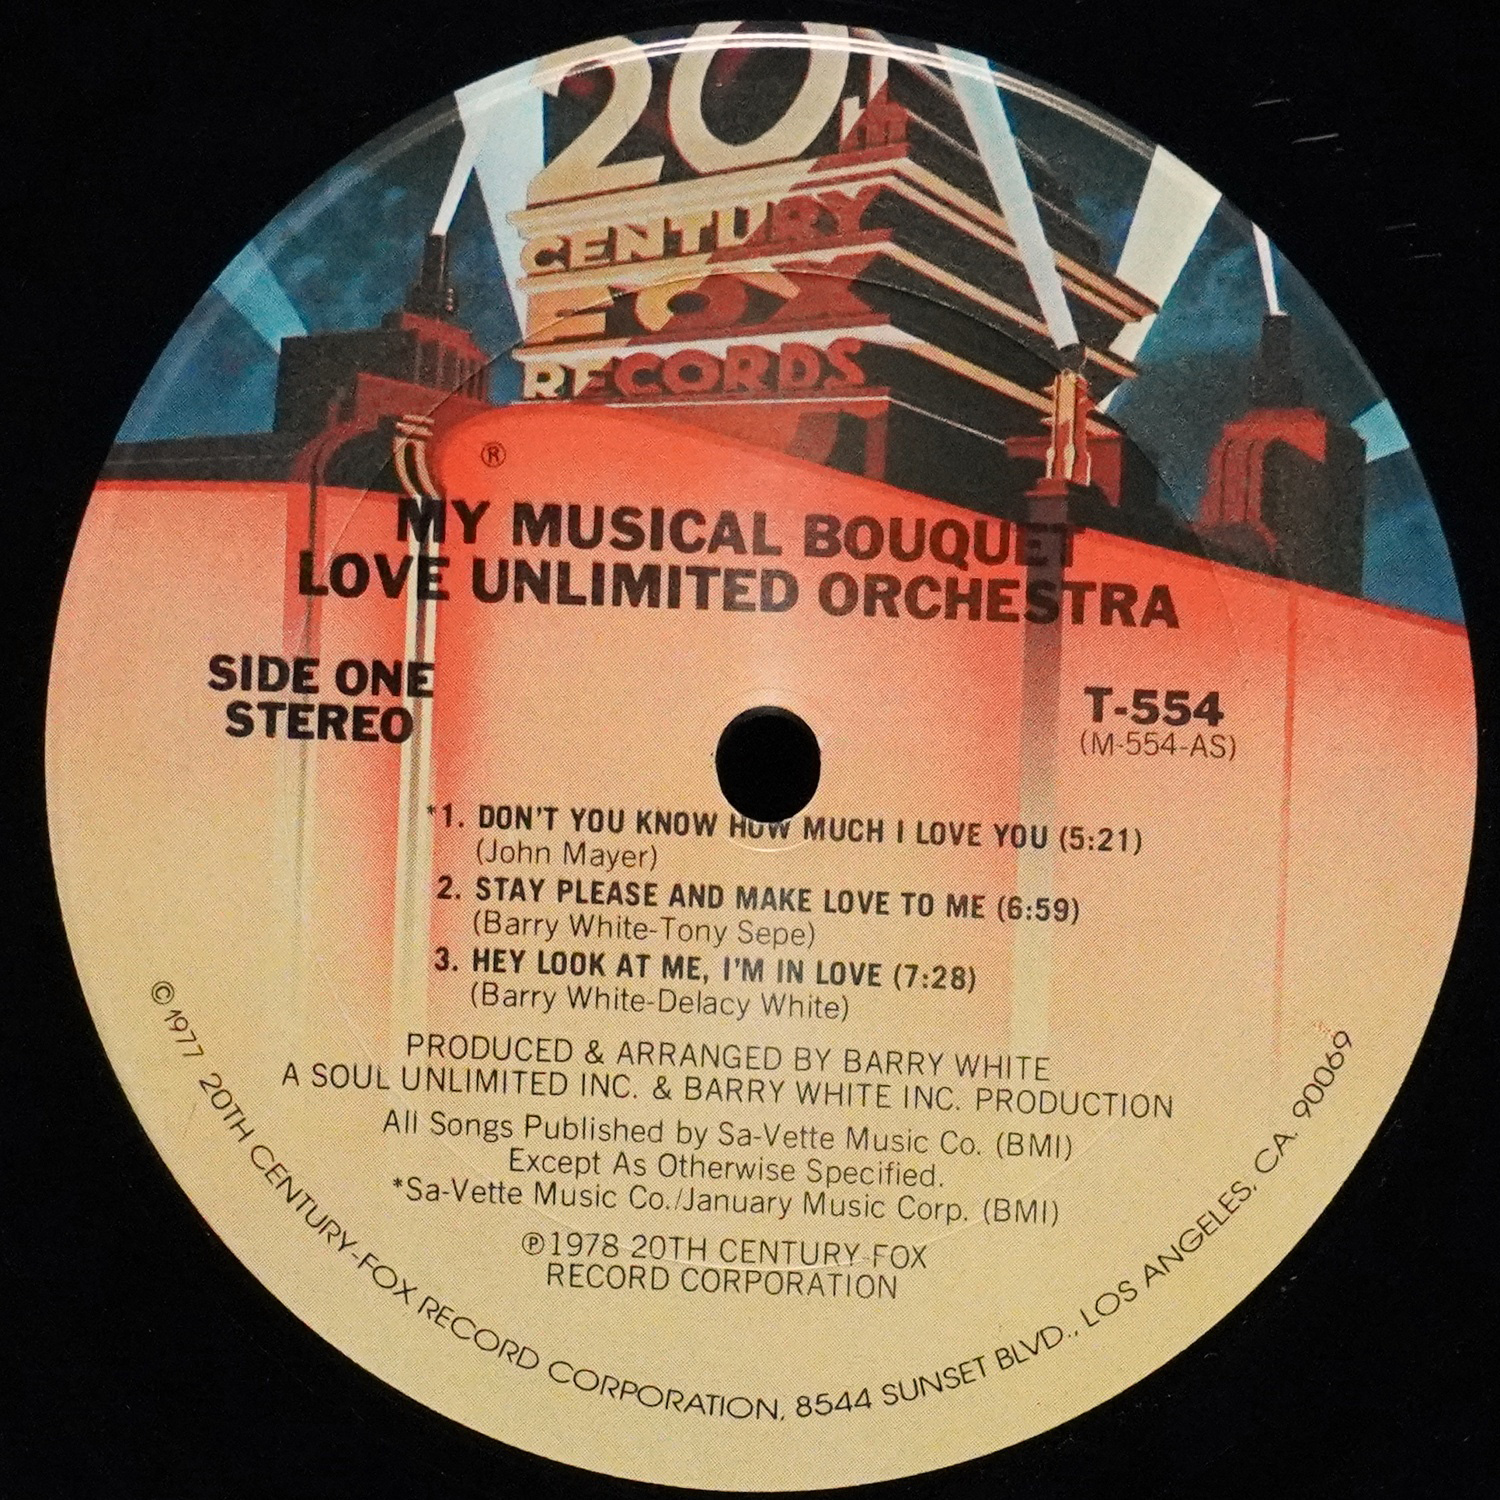 20TH
CENTURY
FOX
RECORDS
®
MY MUSICAL BOUQUET
LOVE UNLIMITED ORCHESTRA
SIDE ONE
STEREO
T-554
(M-554-AS)
*1. DON'T YOU KNOW HOW MUCH I LOVE YOU (5:21)
(John Mayer)
2. STAY PLEASE AND MAKE LOVE TO ME (6:59)
(Barry White-Tony Sepe)
3. HEY LOOK AT ME, I'M IN LOVE (7:28)
(Barry White-Delacy White)
PRODUCED & ARRANGED BY BARRY WHITE
A SOUL UNLIMITED INC. & BARRY WHITE INC. PRODUCTION
All Songs Published by Sa-Vette Music Co. (BMI)
Except As Otherwise Specified.
*Sa-Vette Music Co./January Music Corp. (BMI)
℗1978 20TH CENTURY-FOX
RECORD CORPORATION
©1977 20TH CENTURY-FOX RECORD CORPORATION, 8544 SUNSET BLVD., LOS ANGELES, CA. 90069